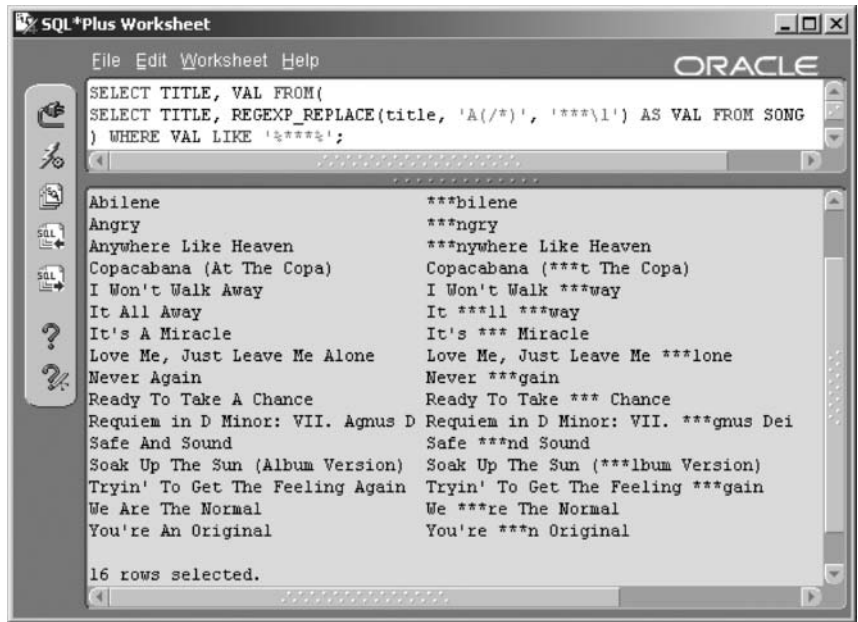 SQL*Plus Worksheet
File Edit Worksheet Help
ORACLE
SELECT TITLE, VAL FROM(
SELECT TITLE, REGEXP_REPLACE(title, 'A(/*)', '***\1') AS VAL FROM SONG
) WHERE VAL LIKE '%***%';
SQL
SQL
Abilene ***bilene
Angry ***ngry
Anywhere Like Heaven ***nywhere Like Heaven
Copacabana (At The Copa) Copacabana (***t The Copa)
I Won't Walk Away I Won't Walk ***way
It All Away It ***ll ***way
It's A Miracle It's *** Miracle
Love Me, Just Leave Me Alone Love Me, Just Leave Me ***lone
Never Again Never ***gain
Ready To Take A Chance Ready To Take *** Chance
Requiem in D Minor: VII. Agnus D Requiem in D Minor: VII. ***gnus Dei
Safe And Sound Safe ***nd Sound
Soak Up The Sun (Album Version) Soak Up The Sun (***lbum Version)
Tryin' To Get The Feeling Again Tryin' To Get The Feeling ***gain
We Are The Normal We ***re The Normal
You're An Original You're ***n Original
16 rows selected.